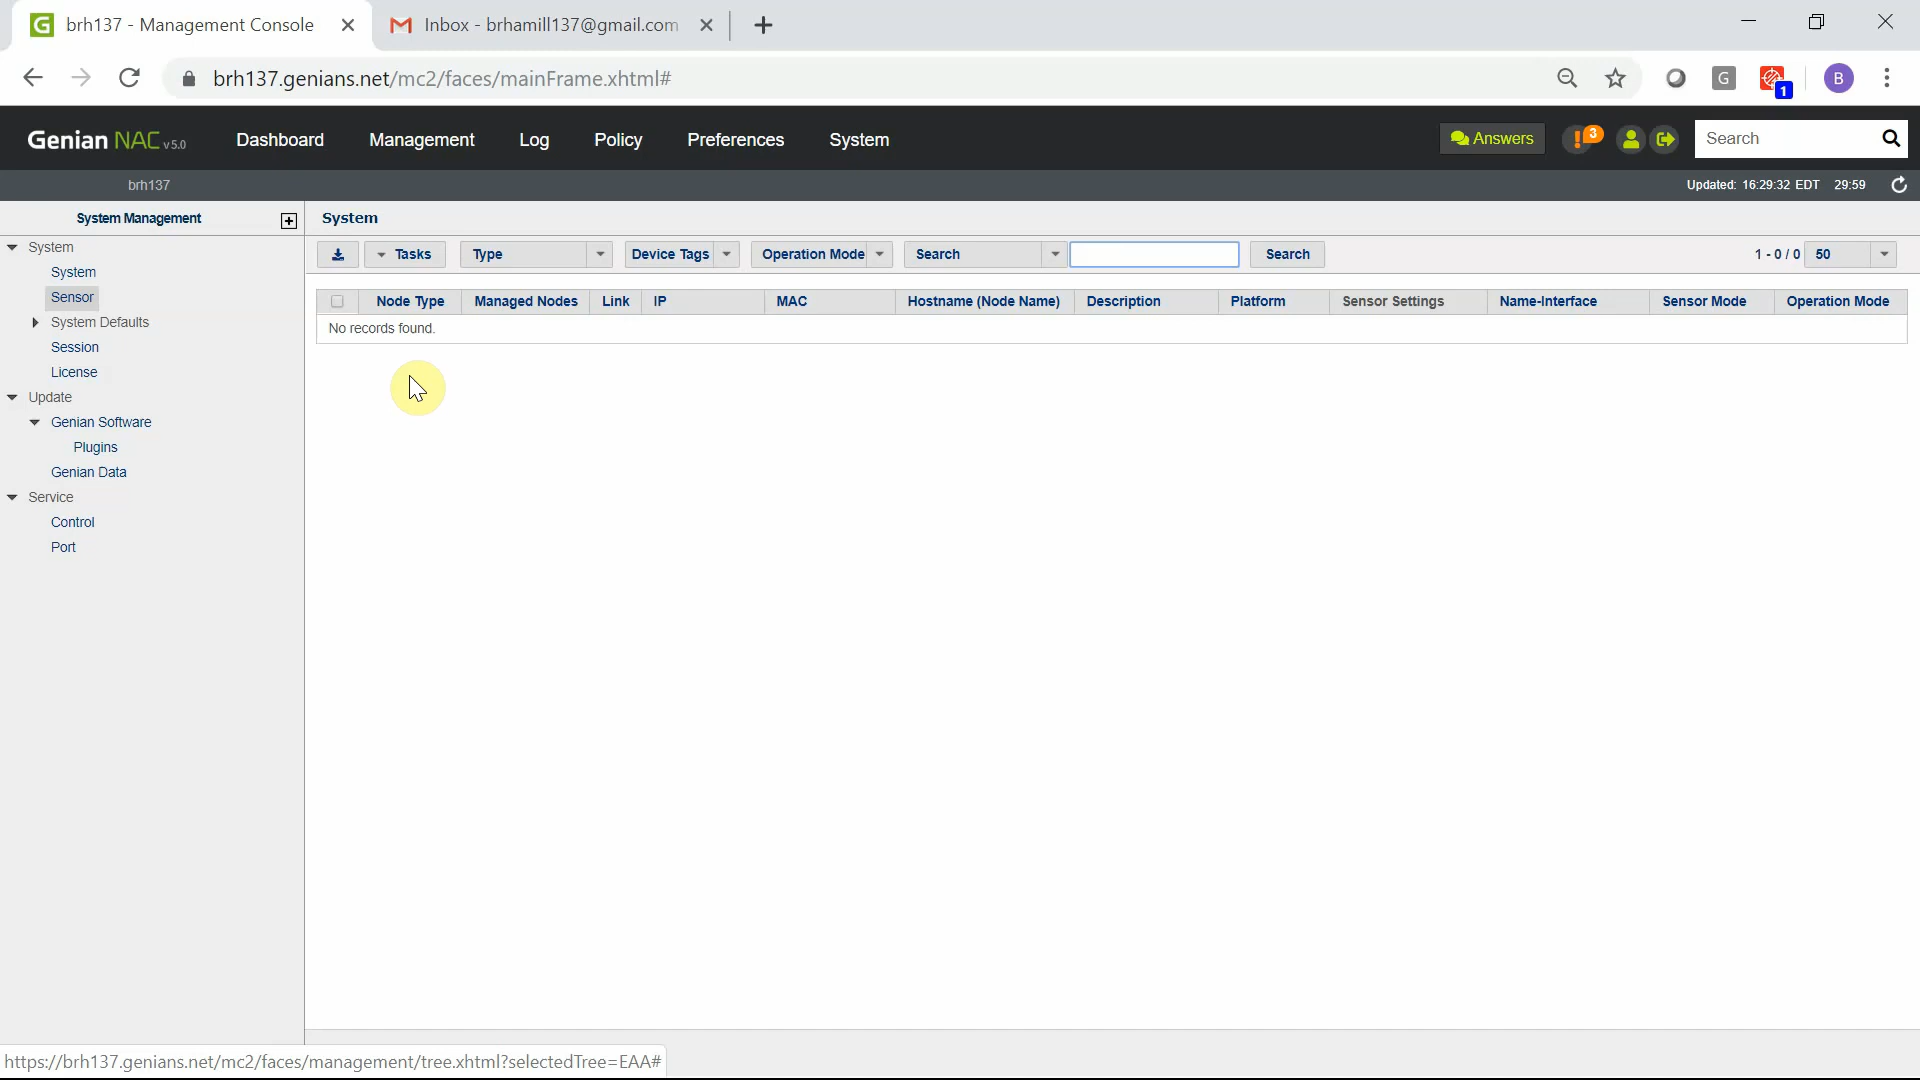 brh137 - Management Console
Inbox - brhamill137@gmail.com
brh137.genians.net/mc2/faces/mainFrame.xhtml#
G
1
B
Genian NAC v5.0
Dashboard
Management
Log
Policy
Preferences
System
Answers
3
Search
brh137
Updated: 16:29:32 EDT 29:59
System Management
System
System
Sensor
System Defaults
Session
License
Update
Genian Software
Plugins
Genian Data
Service
Control
Port
System
Tasks
Type
Device Tags
Operation Mode
Search
Search
1 - 0 / 0
50
Node Type
Managed Nodes
Link
IP
MAC
Hostname (Node Name)
Description
Platform
Sensor Settings
Name-Interface
Sensor Mode
Operation Mode
No records found.
https://brh137.genians.net/mc2/faces/management/tree.xhtml?selectedTree=EAA#